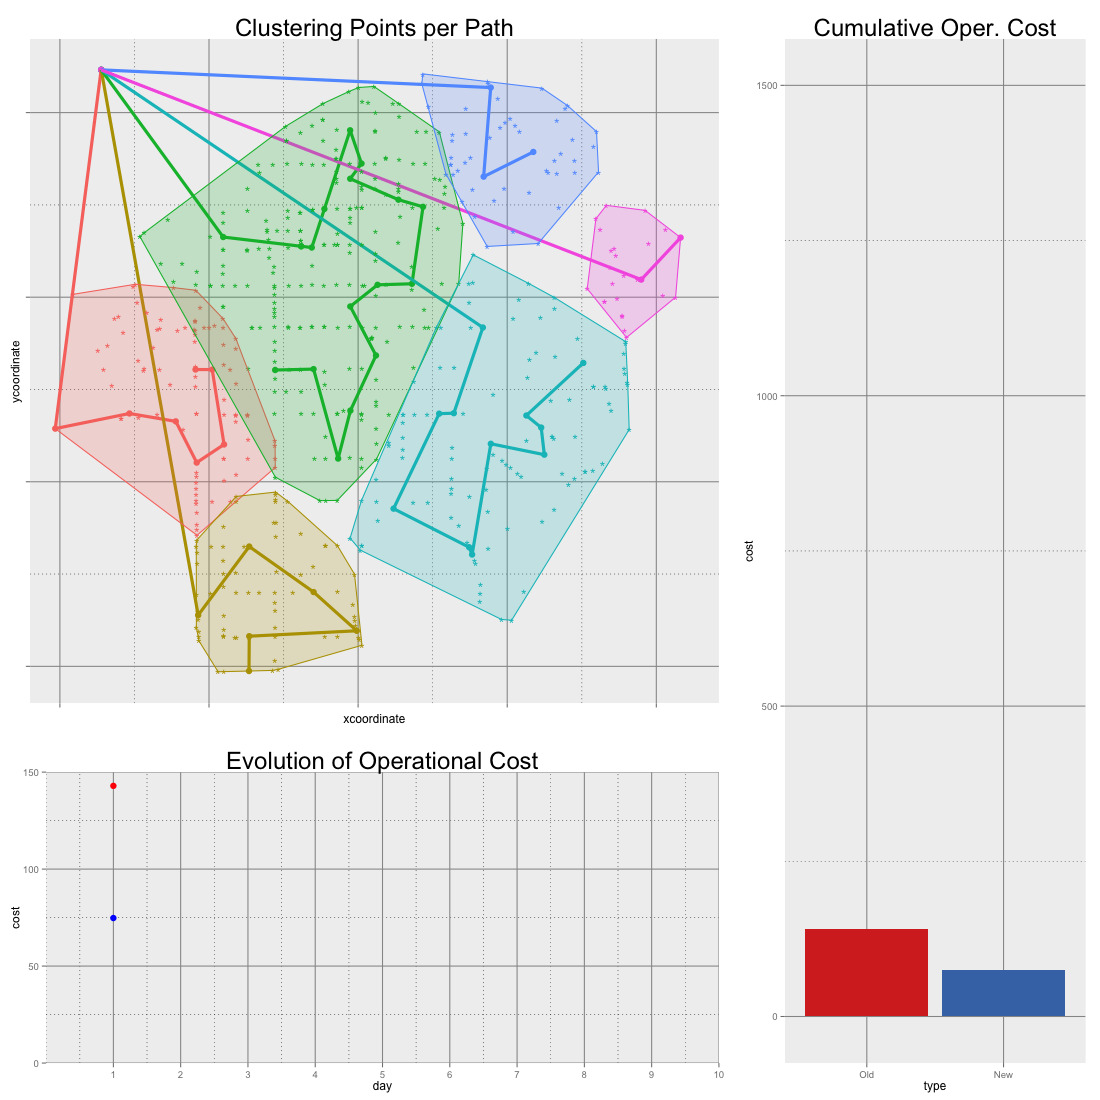 Clustering Points per Path
ycoordinate
xcoordinate
Evolution of Operational Cost
150
100
50
0
cost
1 2 3 4 5 6 7 8 9 10
day
Cumulative Oper. Cost
1500
1000
500
0
cost
Old New
type